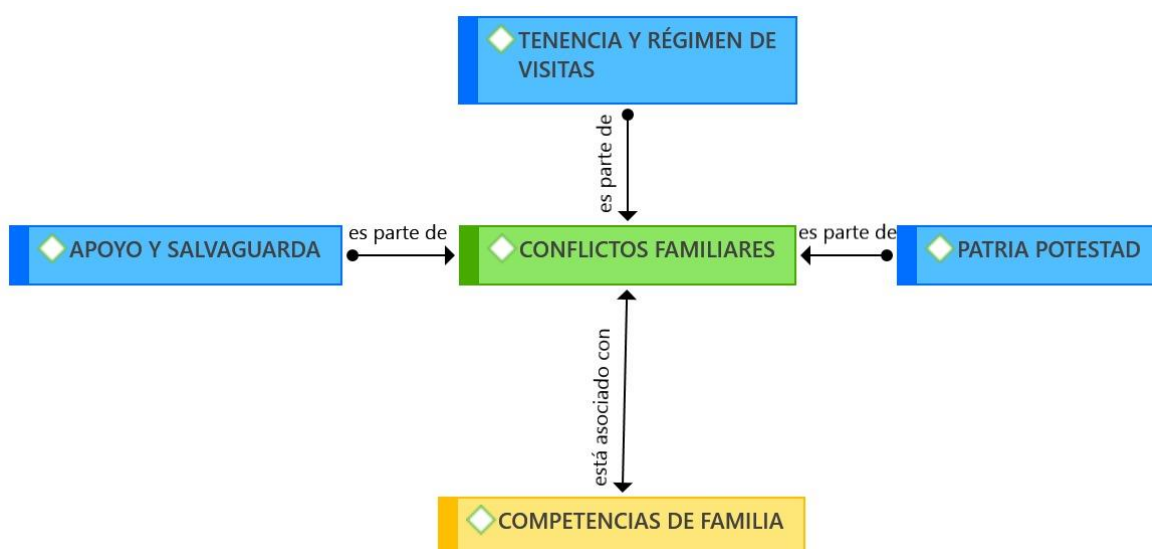 TENENCIA Y RÉGIMEN DE
VISITAS
es parte de
APOYO Y SALVAGUARDA
es parte de
CONFLICTOS FAMILIARES
es parte de
PATRIA POTESTAD
está asociado con
COMPETENCIAS DE FAMILIA